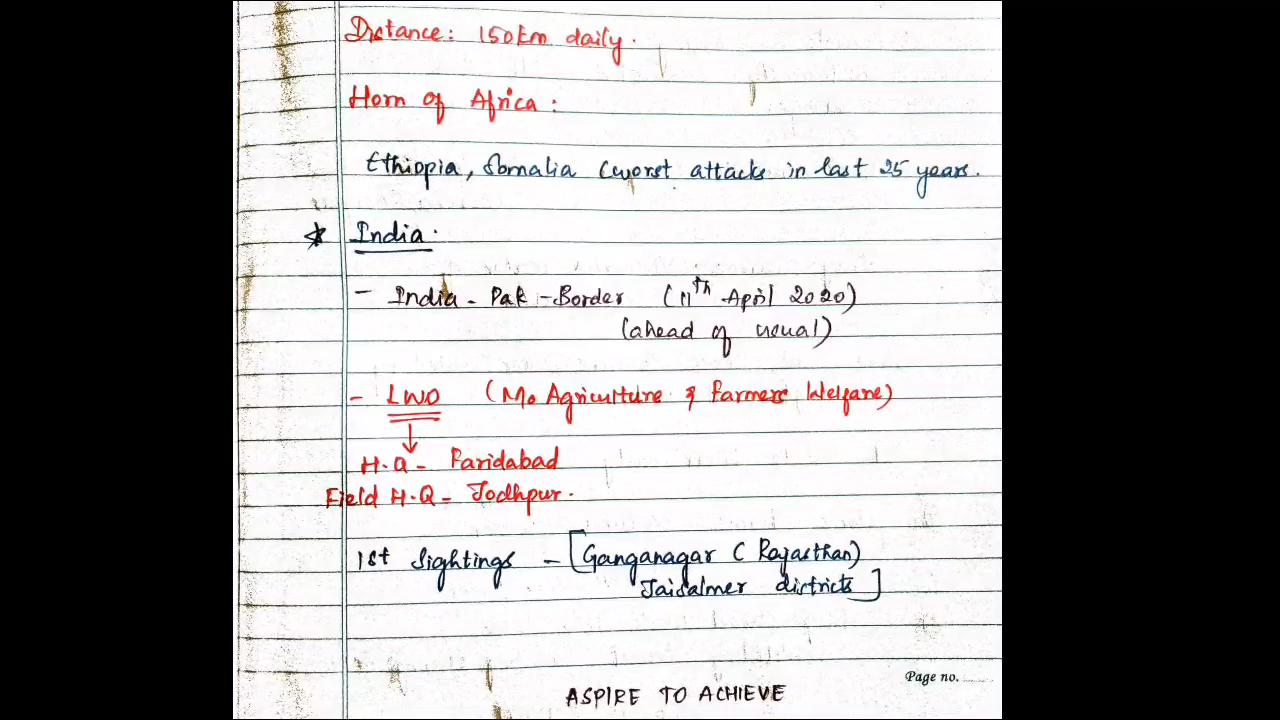 Distance: 150km daily.
Horn of Africa:
Ethiopia, Somalia (worst attacks in last 25 years.
* India.
- India - Pak - Border (11th April 2020)
(ahead of usual)
- LWO (Mo Agriculture & Farmers Welfare)
↓
H.Q - Faridabad
Field H.Q - Jodhpur.
1st Sightings - [Ganganagar (Rajasthan)
Jaisalmer districts]
Page no. ........
ASPIRE TO ACHIEVE